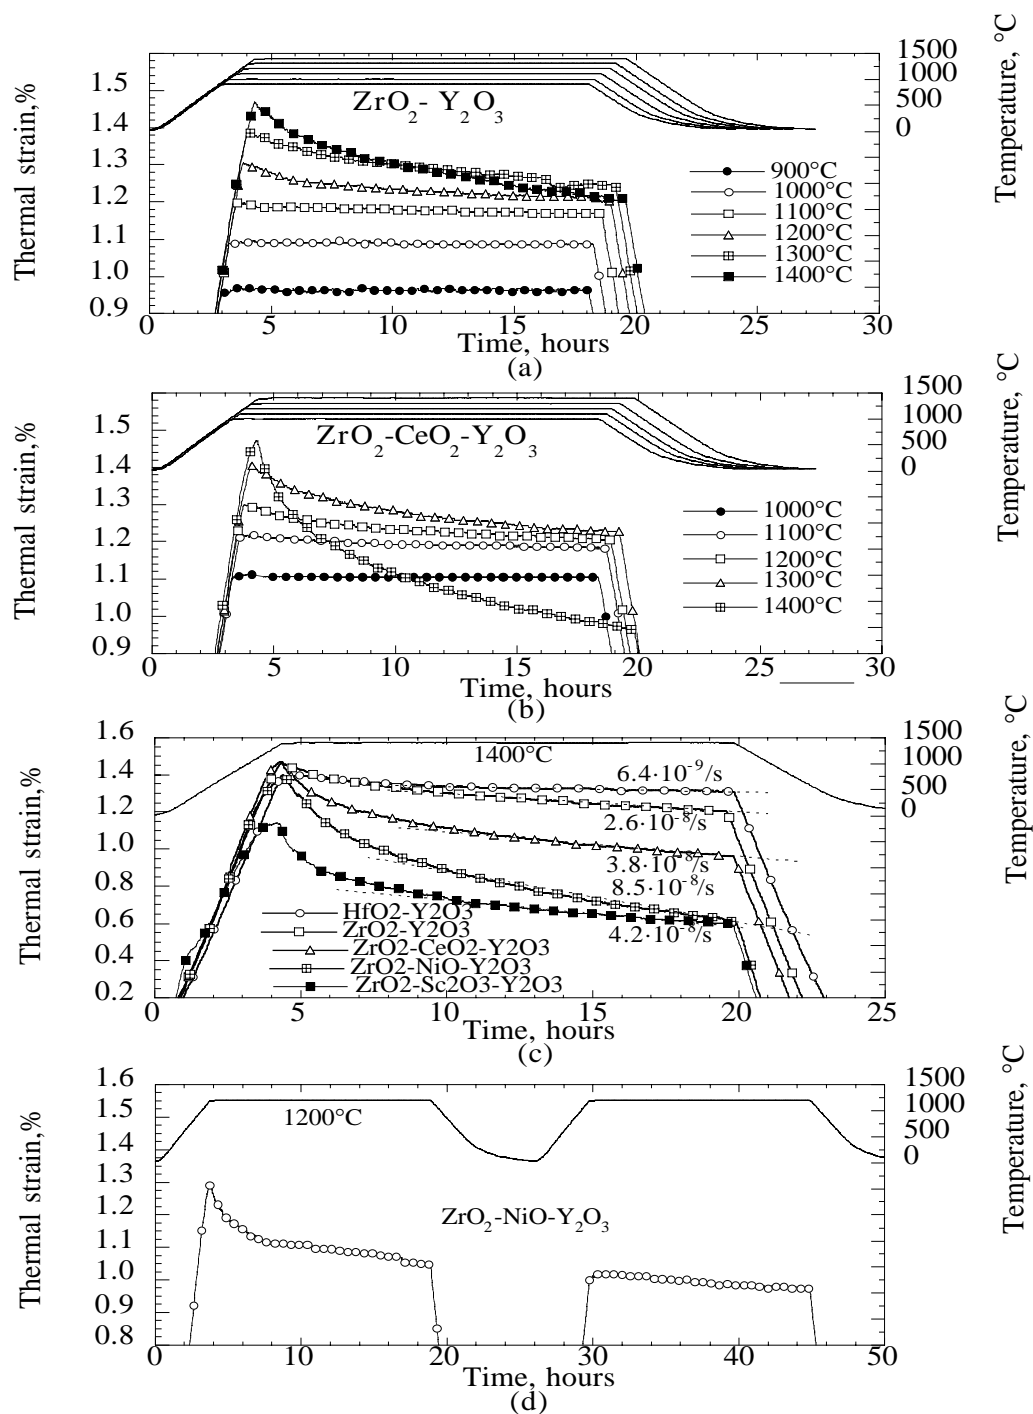 Thermal strain,%
1.5
1.4
1.3
1.2
1.1
1.0
0.9
ZrO2- Y2O3
900°C
1000°C
1100°C
1200°C
1300°C
1400°C
1500
1000
500
0
Temperature, °C
0 5 10 15 20 25 30
Time, hours
(a)
Thermal strain,%
1.5
1.4
1.3
1.2
1.1
1.0
0.9
ZrO2-CeO2-Y2O3
1000°C
1100°C
1200°C
1300°C
1400°C
1500
1000
500
0
Temperature, °C
0 5 10 15 20 25 30
Time, hours
(b)
Thermal strain,%
1.6
1.4
1.2
1.0
0.8
0.6
0.4
0.2
1400°C
6.4·10-9/s
2.6·10-8/s
3.8·10-8/s
8.5·10-8/s
4.2·10-8/s
HfO2-Y2O3
ZrO2-Y2O3
ZrO2-CeO2-Y2O3
ZrO2-NiO-Y2O3
ZrO2-Sc2O3-Y2O3
1500
1000
500
0
Temperature, °C
0 5 10 15 20 25
Time, hours
(c)
Thermal strain,%
1.6
1.5
1.4
1.3
1.2
1.1
1.0
0.9
0.8
1200°C
ZrO2-NiO-Y2O3
1500
1000
500
0
Temperature, °C
0 10 20 30 40 50
Time, hours
(d)